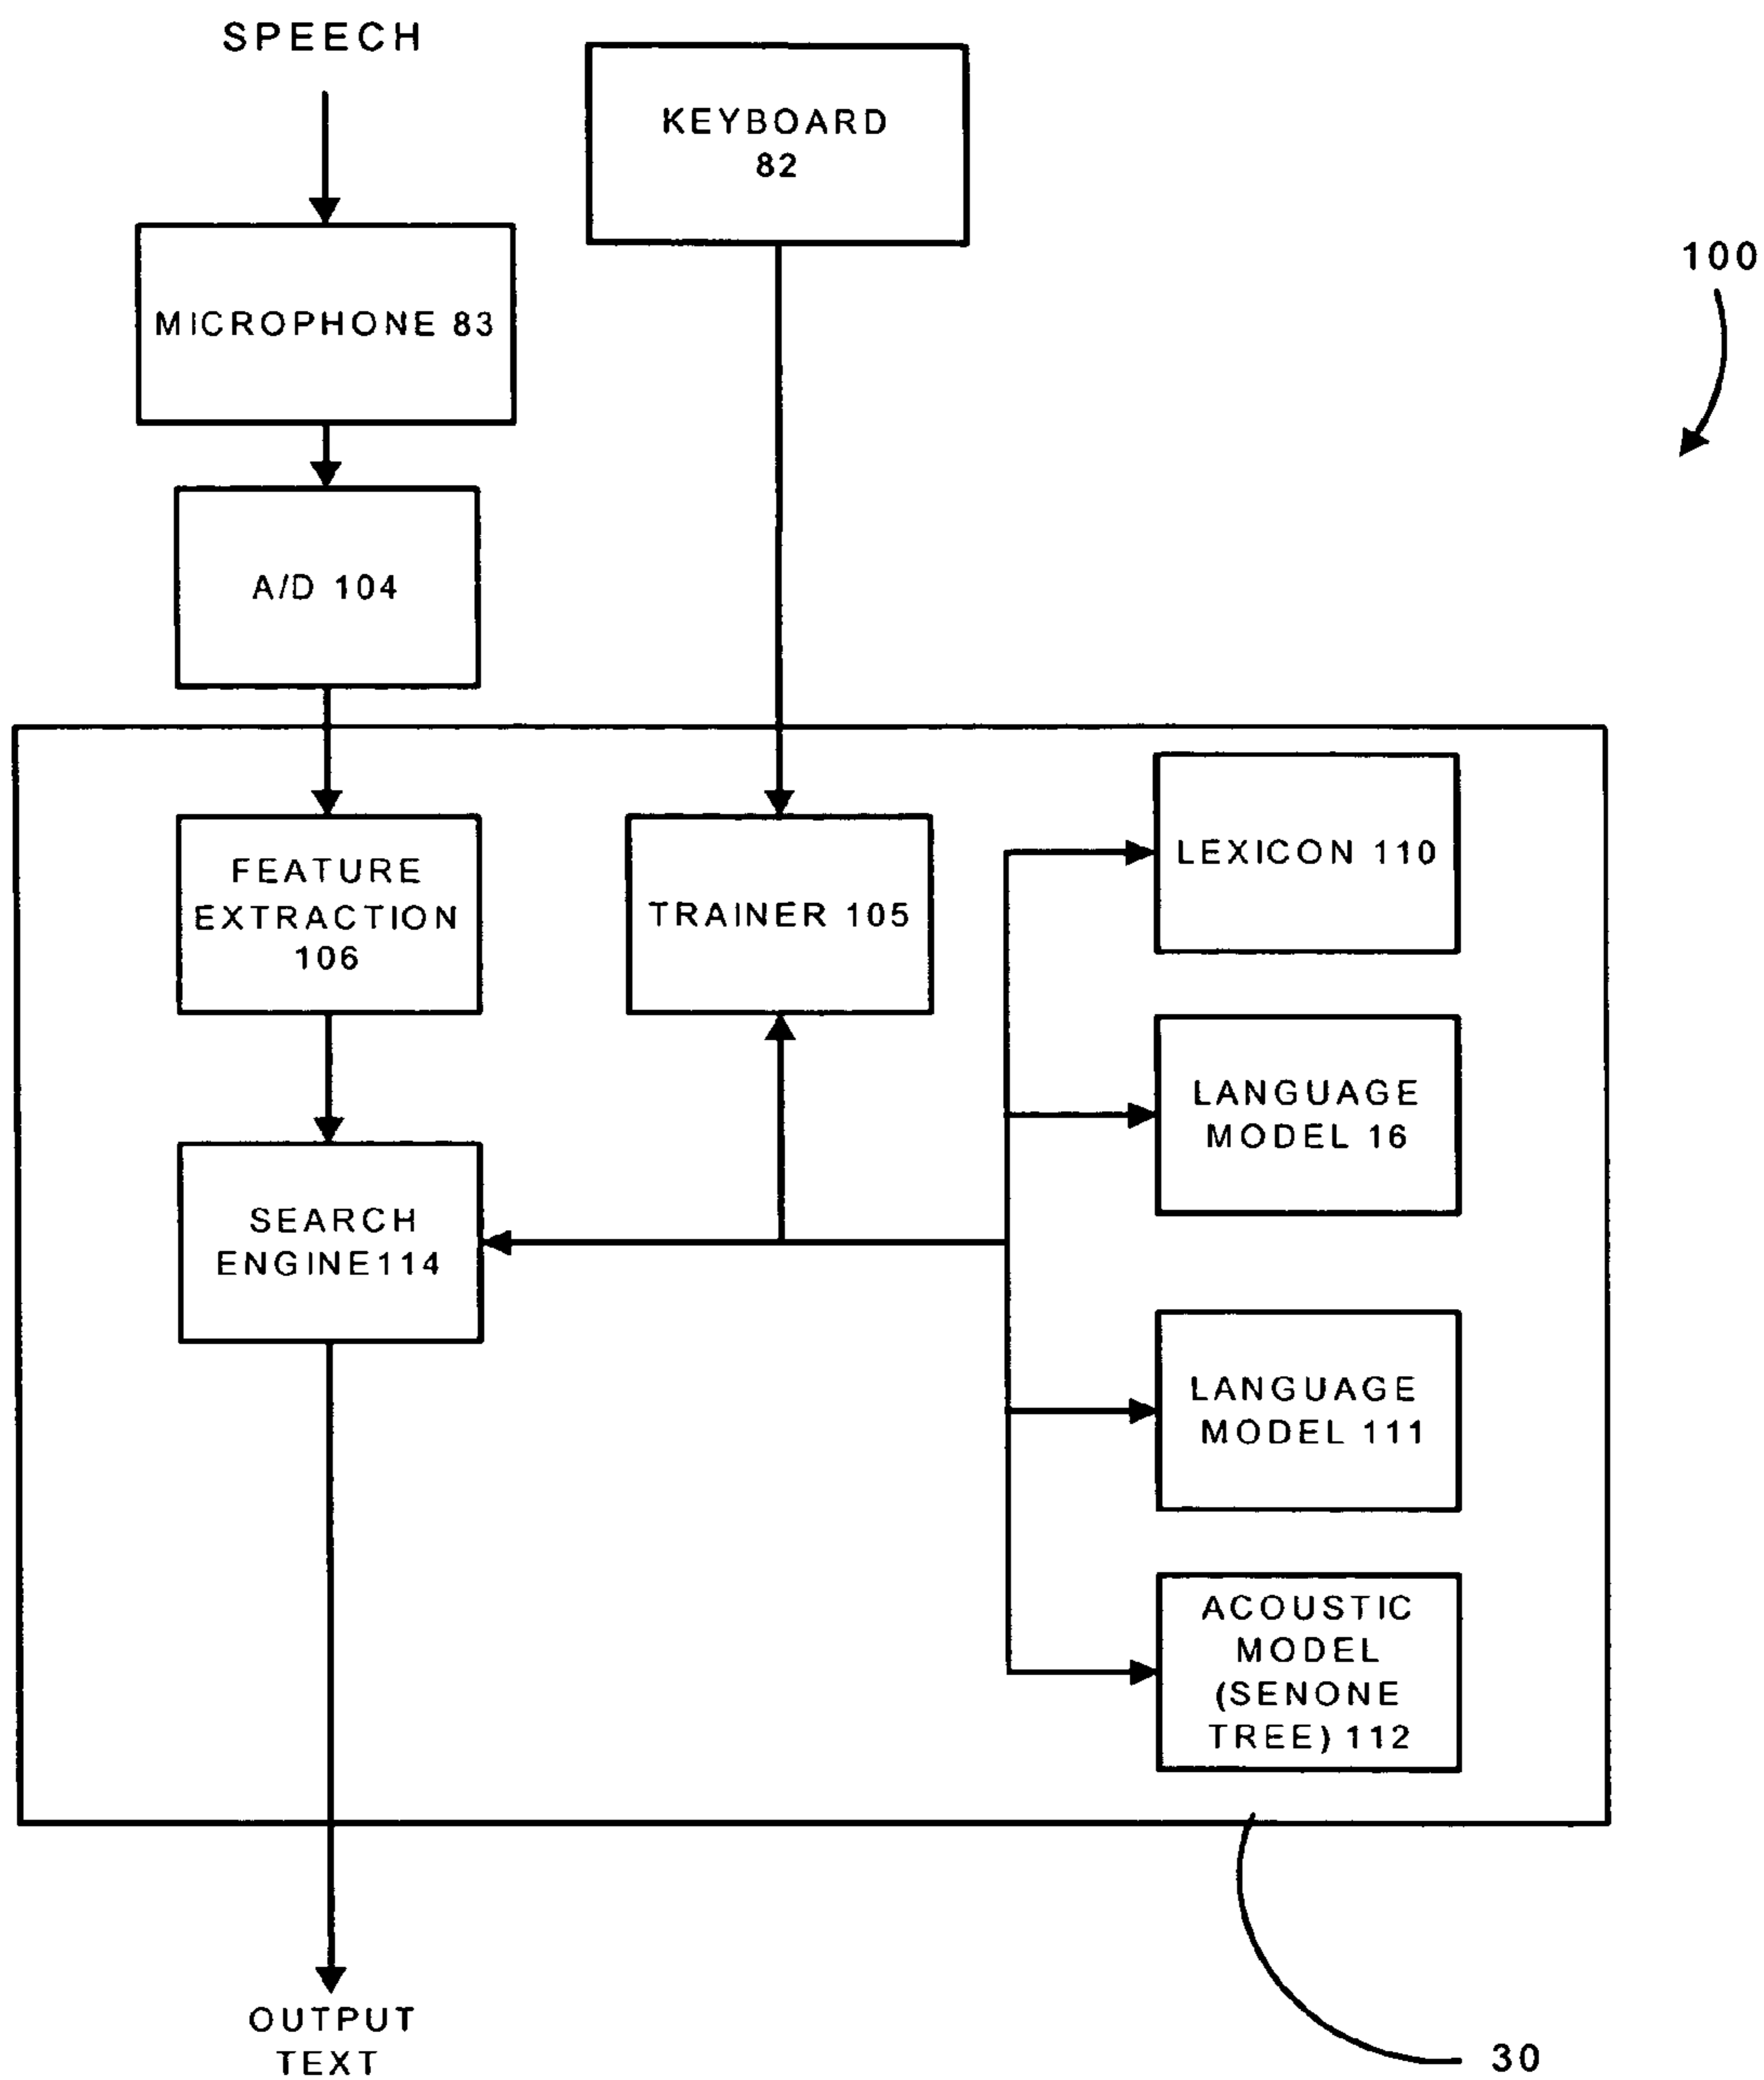 SPEECH
KEYBOARD
82
100
MICROPHONE 83
A/D 104
FEATURE
EXTRACTION
106
TRAINER 105
LEXICON 110
LANGUAGE
MODEL 16
SEARCH
ENGINE114
LANGUAGE
MODEL 111
ACOUSTIC
MODEL
(SENONE
TREE) 112
OUTPUT
TEXT
30